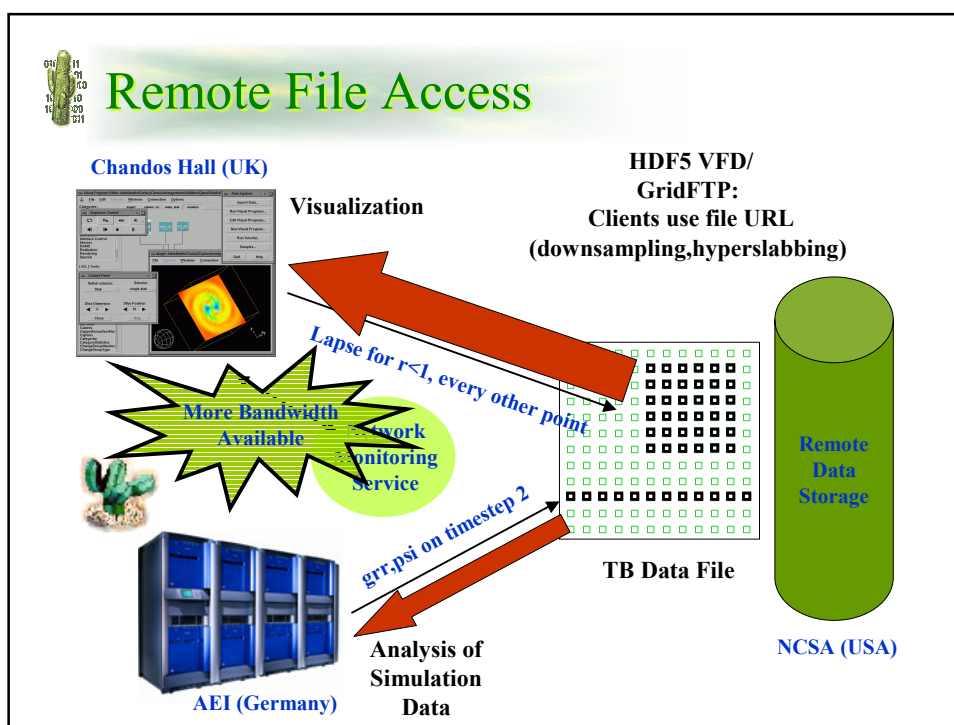 Remote File Access
Chandos Hall (UK)
HDF5 VFD/
GridFTP:
Clients use file URL
(downsampling,hyperslabbing)
Visualization
Lapse for r<1, every other point
More Bandwidth
Available
Monitoring
Service
Remote
Data
Storage
grr,psi on timestep 2
TB Data File
Analysis of
Simulation
Data
AEI (Germany)
NCSA (USA)